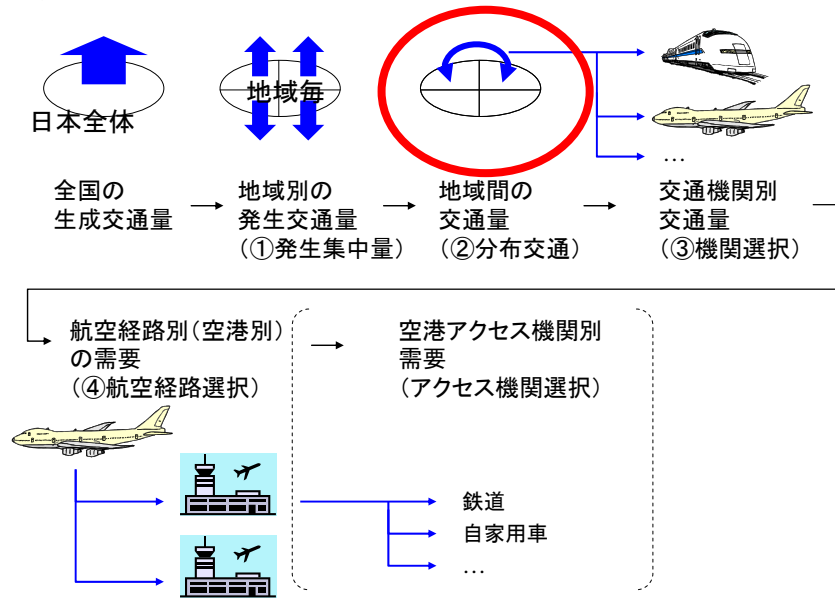 日本全体
地域毎
…
全国の
生成交通量
地域別の
発生交通量
(①発生集中量)
地域間の
交通量
(②分布交通)
交通機関別
交通量
(③機関選択)
航空経路別(空港別)
の需要
(④航空経路選択)
空港アクセス機関別
需要
(アクセス機関選択)
鉄道
自家用車
…